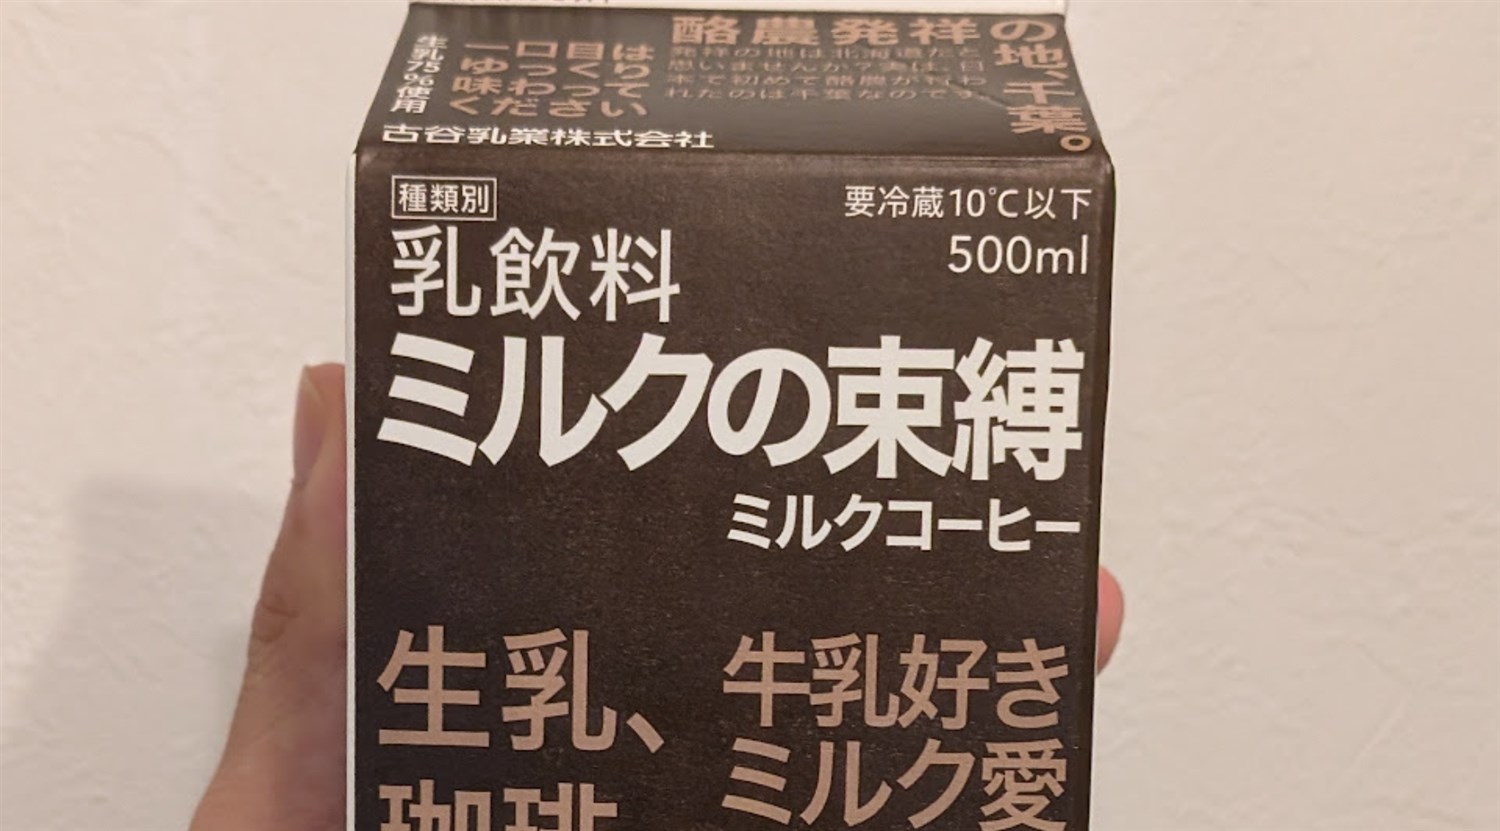 酪農発祥の地、千葉。
発祥の地は北海道だと
思いませんか？実は、日
本で初めて酪農が行わ
れたのは千葉なのです
一口目は
ゆっくり
味わって
ください
生乳75%使用
古谷乳業株式会社
種類別
要冷蔵10℃以下
乳飲料
500ml
ミルクの束縛
ミルクコーヒー
生乳、
珈琲
牛乳好き
ミルク愛